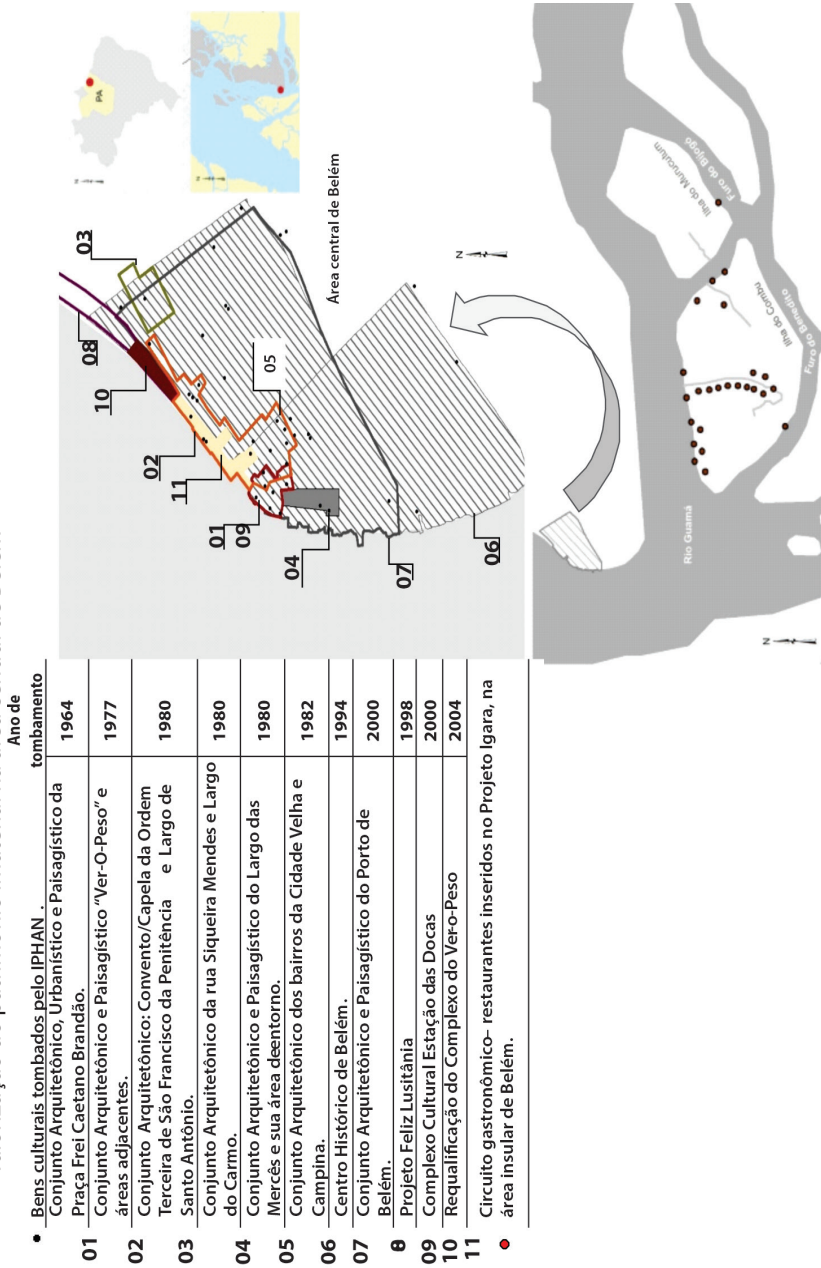 Ano de
tombamento
• Bens culturais tombados pelo IPHAN .
Conjunto Arquitetônico, Urbanístico e Paisagístico da
01 Praça Frei Caetano Brandão. 1964
Conjunto Arquitetônico e Paisagístico “Ver-O-Peso” e
02 áreas adjacentes. 1977
Conjunto Arquitetônico: Convento/Capela da Ordem
Terceira de São Francisco da Penitência e Largo de
03 Santo Antônio. 1980
Conjunto Arquitetônico da rua Siqueira Mendes e Largo
04 do Carmo. 1980
Conjunto Arquitetônico e Paisagístico do Largo das
05 Mercês e sua área deentorno. 1980
Conjunto Arquitetônico dos bairros da Cidade Velha e
06 Campina. 1982
07 Centro Histórico de Belém. 1994
Conjunto Arquitetônico e Paisagístico do Porto de
8 Belém. 2000
09 Projeto Feliz Lusitânia 1998
10 Complexo Cultural Estação das Docas 2000
11 Requalificação do Complexo do Ver-o-Peso 2004
Circuito gastronômico– restaurantes inseridos no Projeto Igara, na
área insular de Belém.
PA
N
N
08
03
10
02
11
05
01
09
04
07
06
Área central de Belém
N
Rio Guamá
Ilha do Murucutum
Furo do Bijogó
Ilha do Combu
Furo do Benedito
N